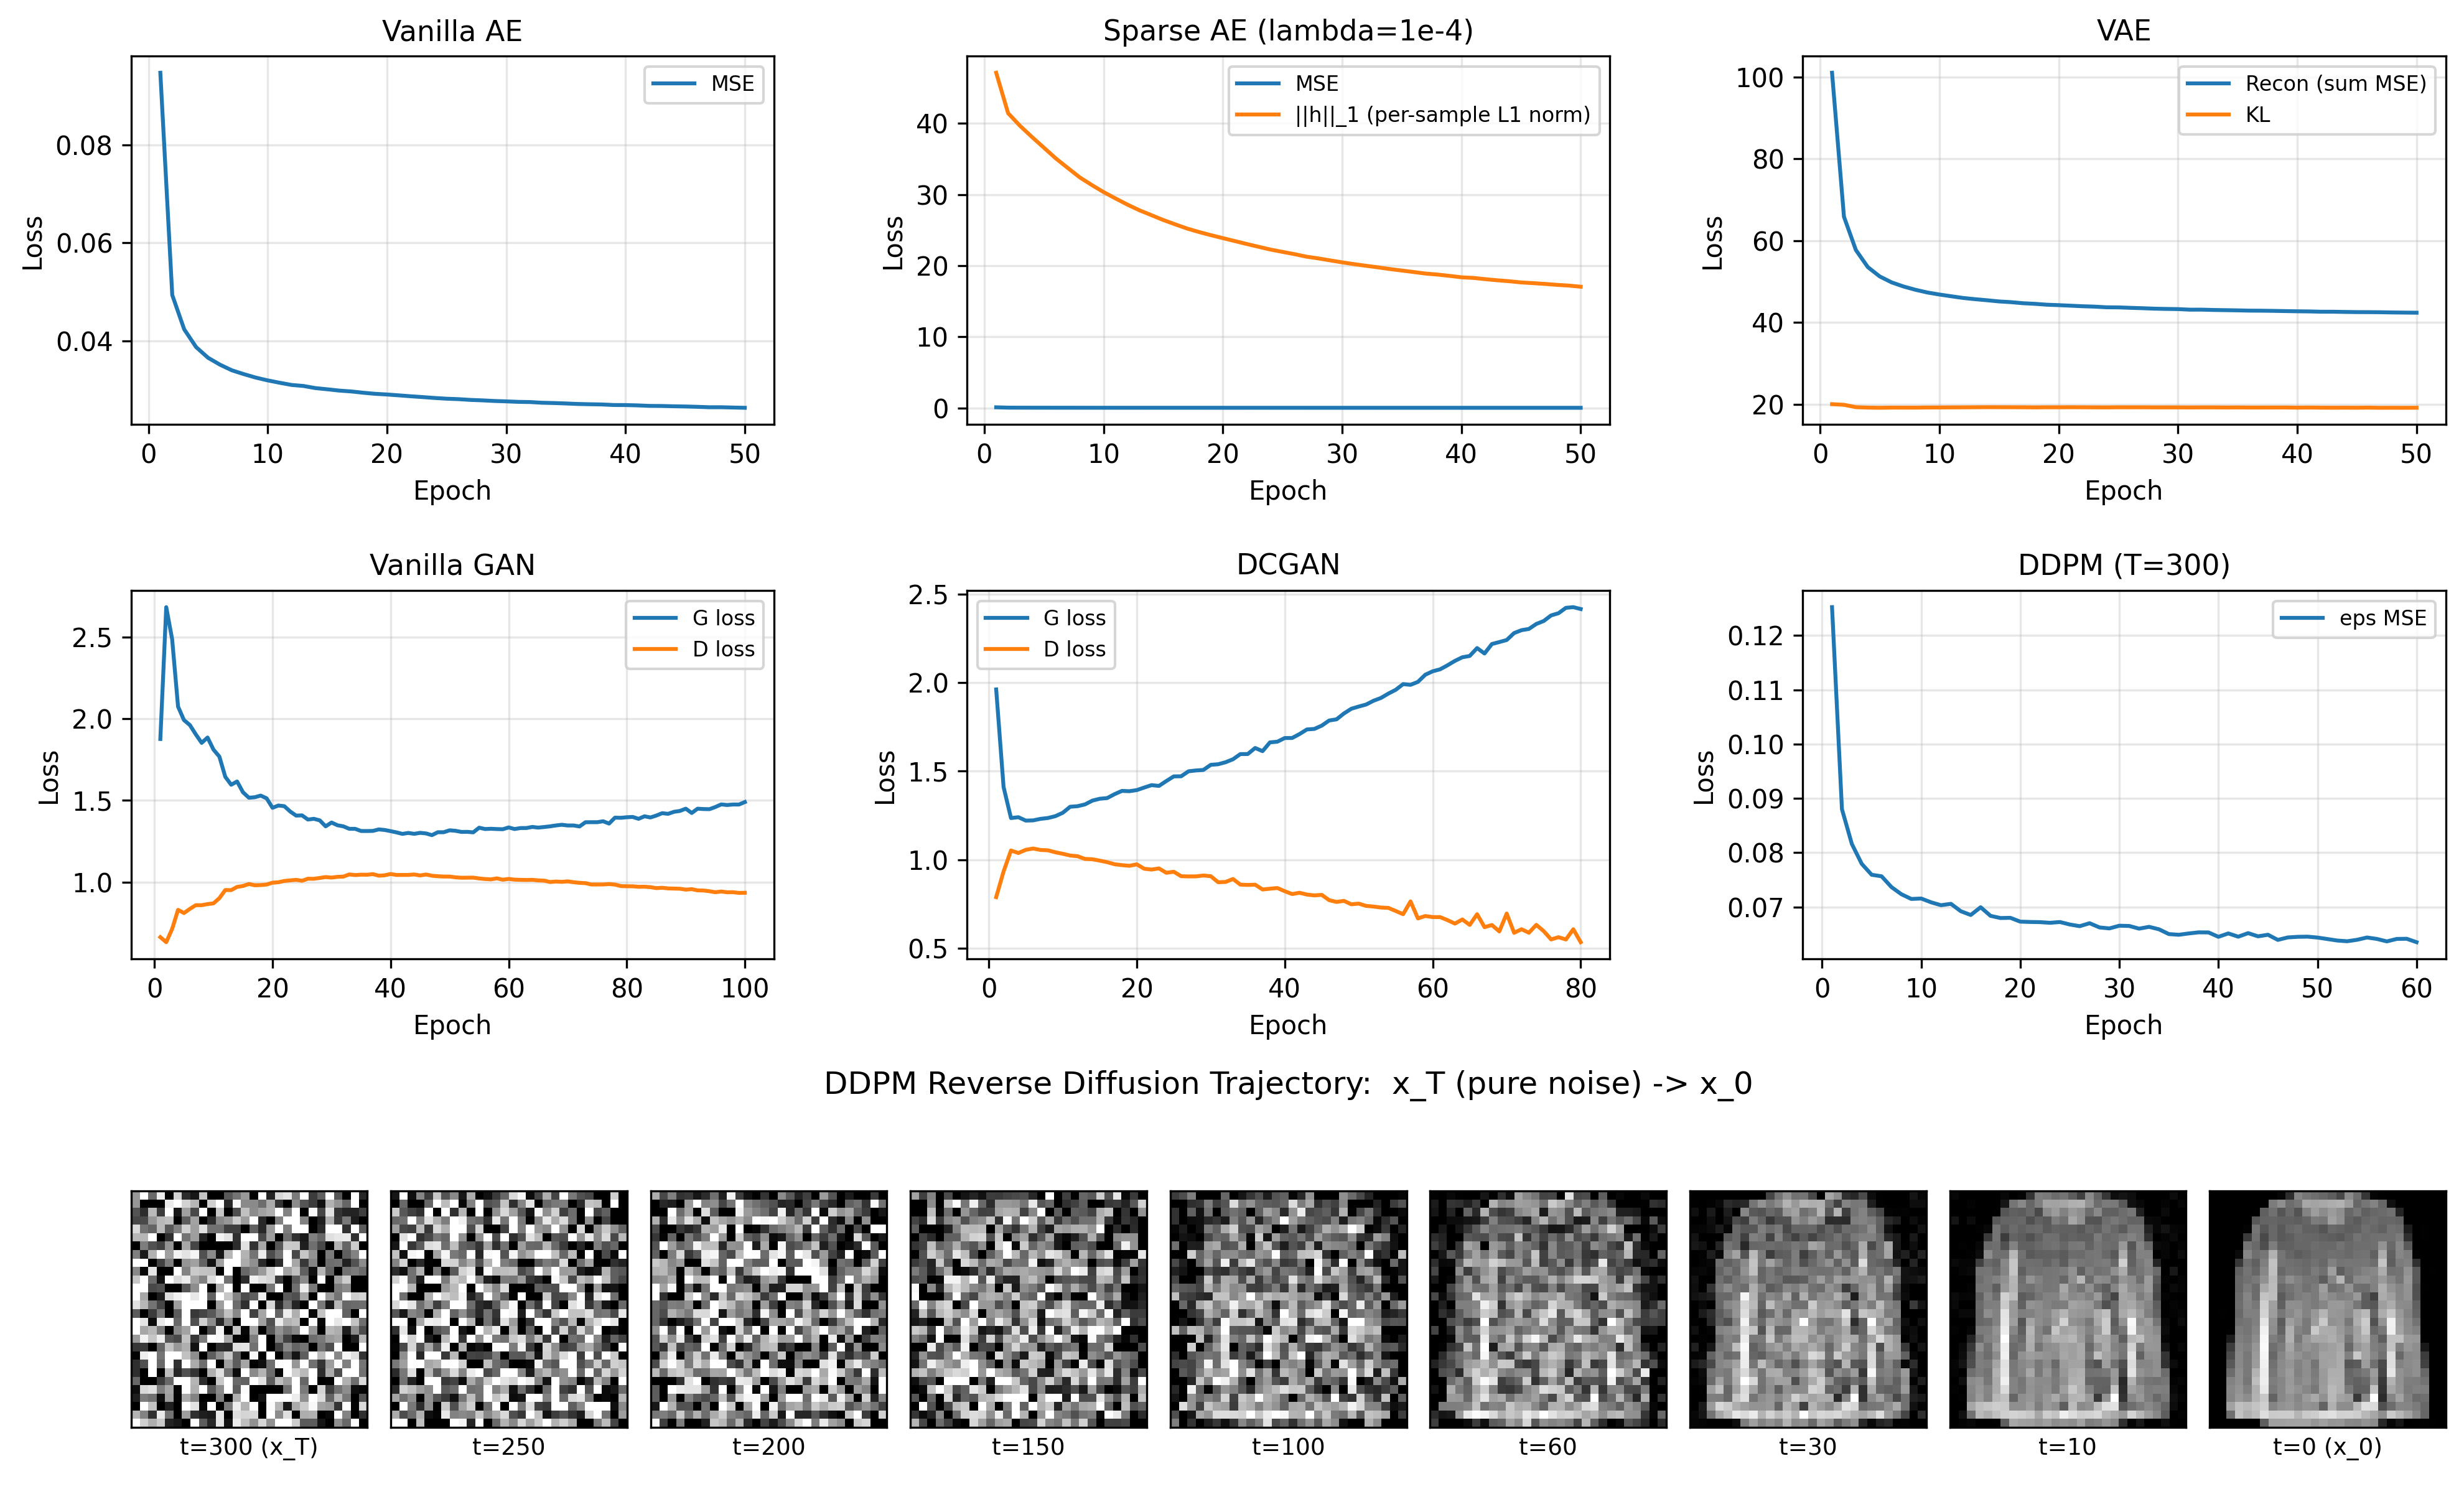 Vanilla AE
MSE
0.08
0.06
0.04
Loss
0 10 20 30 40 50
Epoch
Sparse AE (lambda=1e-4)
MSE
||h||_1 (per-sample L1 norm)
40
30
20
10
0
Loss
0 10 20 30 40 50
Epoch
VAE
Recon (sum MSE)
KL
100
80
60
40
20
Loss
0 10 20 30 40 50
Epoch
Vanilla GAN
G loss
D loss
2.5
2.0
1.5
1.0
Loss
0 20 40 60 80 100
Epoch
DCGAN
G loss
D loss
2.5
2.0
1.5
1.0
0.5
Loss
0 20 40 60 80
Epoch
DDPM (T=300)
eps MSE
0.12
0.11
0.10
0.09
0.08
0.07
Loss
0 10 20 30 40 50 60
Epoch
DDPM Reverse Diffusion Trajectory:  x_T (pure noise) -> x_0
t=300 (x_T)
t=250
t=200
t=150
t=100
t=60
t=30
t=10
t=0 (x_0)